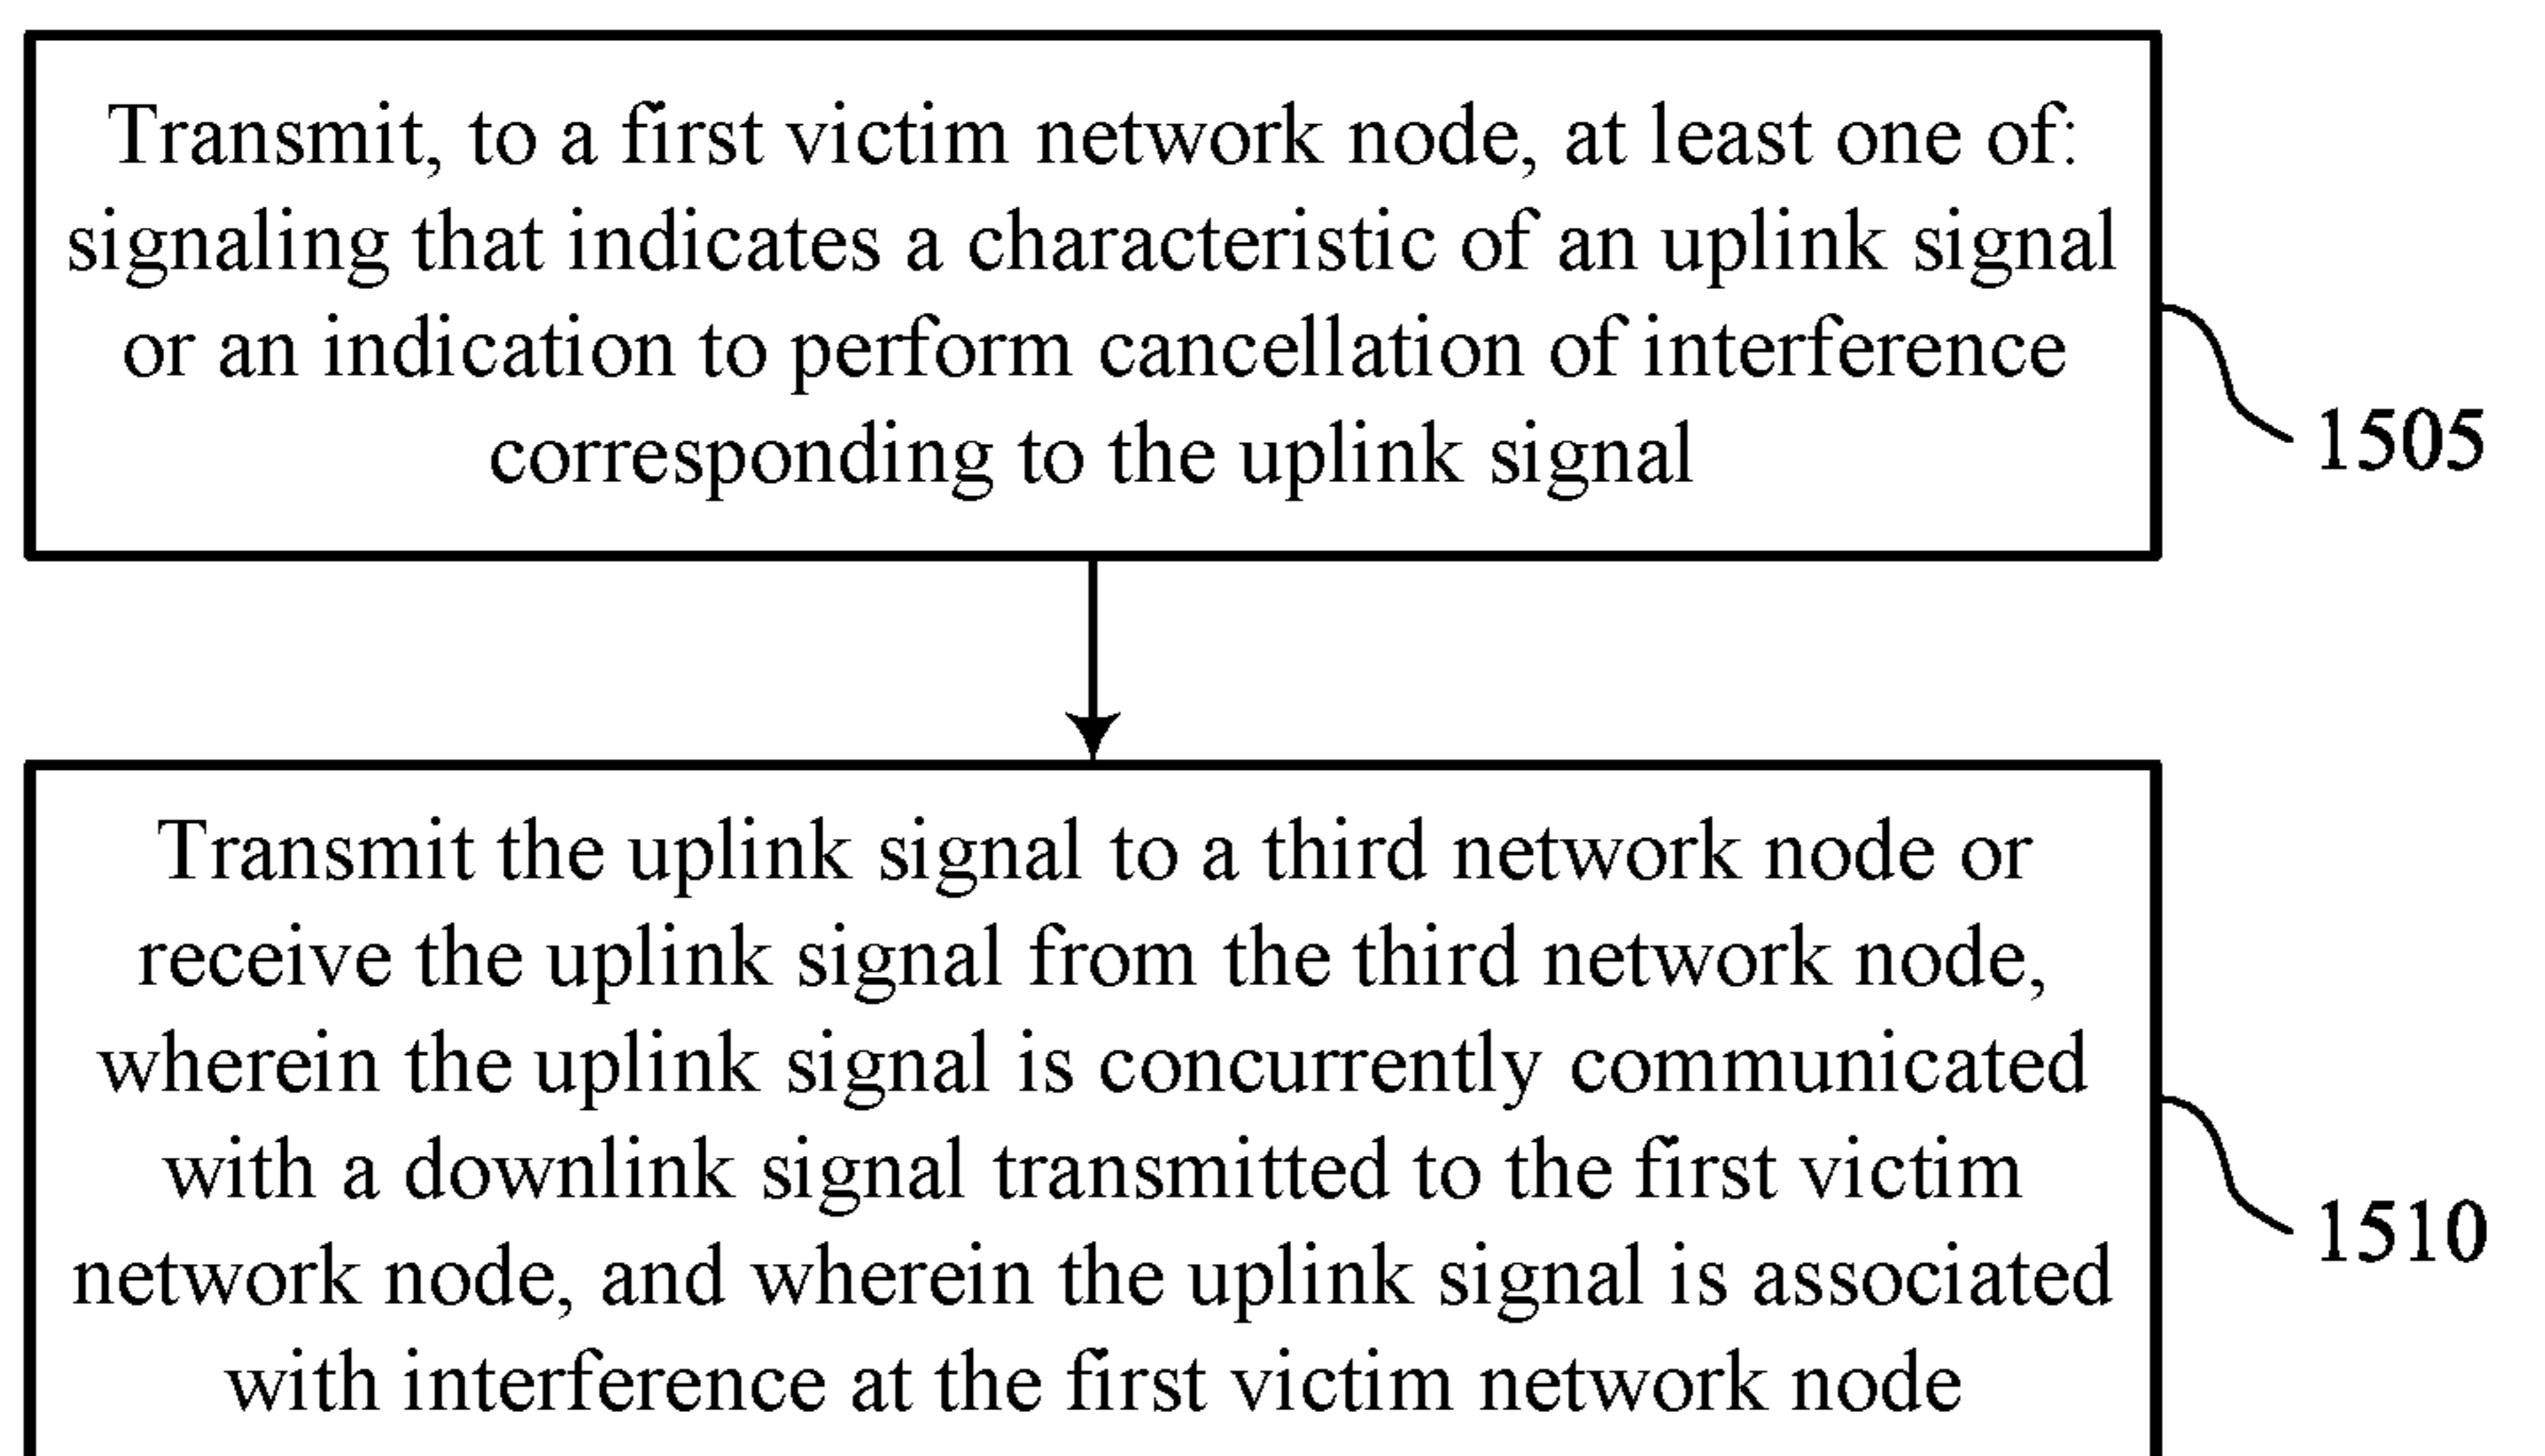 Transmit, to a first victim network node, at least one of:
signaling that indicates a characteristic of an uplink signal
or an indication to perform cancellation of interference
corresponding to the uplink signal
1505
Transmit the uplink signal to a third network node or
receive the uplink signal from the third network node,
wherein the uplink signal is concurrently communicated
with a downlink signal transmitted to the first victim
network node, and wherein the uplink signal is associated
with interference at the first victim network node
1510